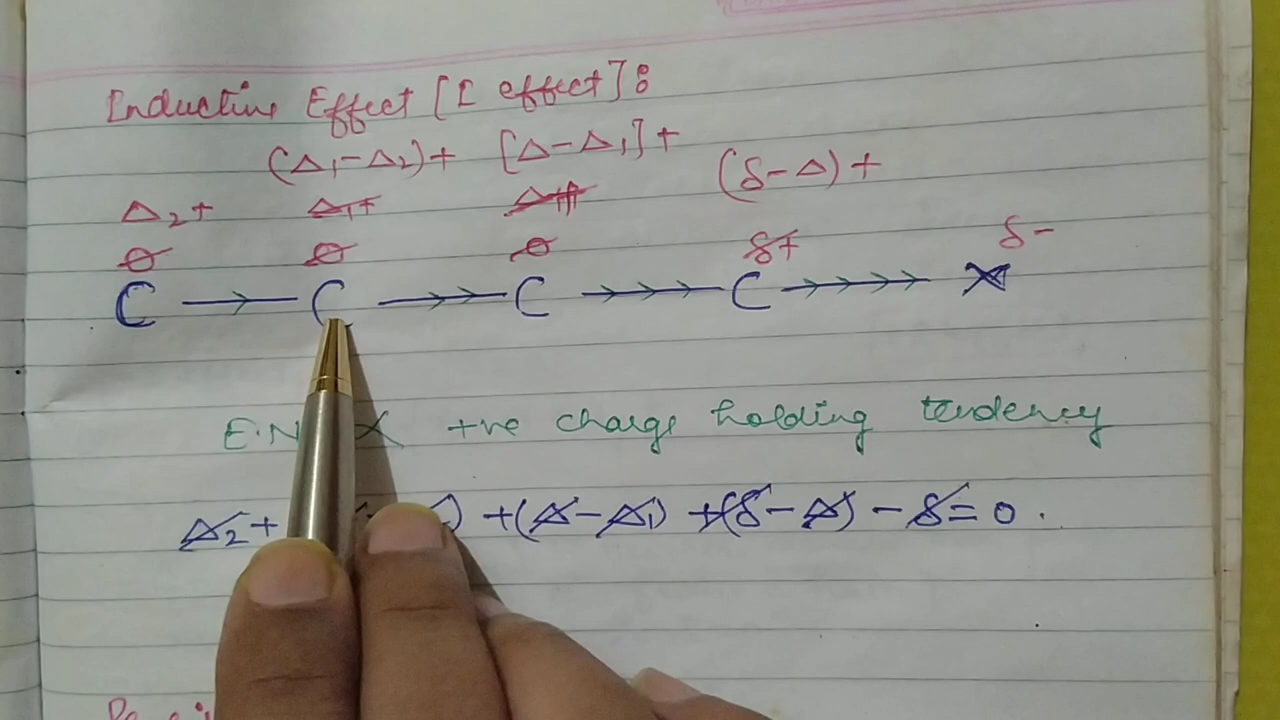 Inductive Effect [I effect]:
(Δ₁-Δ₂)+ [Δ-Δ₁]+ (δ-Δ)+
Δ₂+ Δ₁+
θ θ θ δ+ δ-
C C C C X
E.N +ve charge holding tendency
Δ₂+ ) +(Δ-Δ₁) +(δ-Δ) - δ = 0.